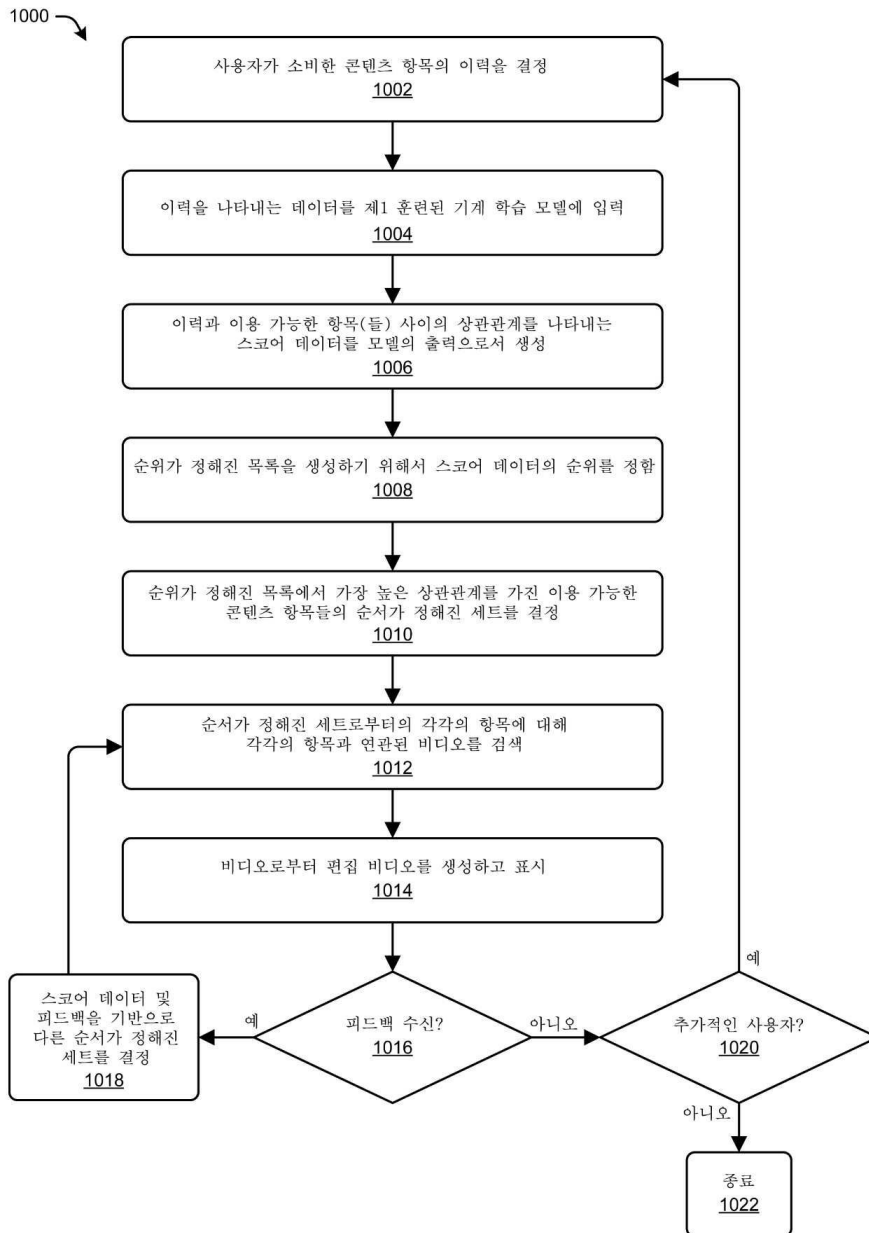 1000
사용자가 소비한 콘텐츠 항목의 이력을 결정
1002
이력을 나타내는 데이터를 제1 훈련된 기계 학습 모델에 입력
1004
이력과 이용 가능한 항목(들) 사이의 상관관계를 나타내는
스코어 데이터를 모델의 출력으로서 생성
1006
순위가 정해진 목록을 생성하기 위해서 스코어 데이터의 순위를 정함
1008
순위가 정해진 목록에서 가장 높은 상관관계를 가진 이용 가능한
콘텐츠 항목들의 순서가 정해진 세트를 결정
1010
순서가 정해진 세트로부터의 각각의 항목에 대해
각각의 항목과 연관된 비디오를 검색
1012
비디오로부터 편집 비디오를 생성하고 표시
1014
피드백 수신?
1016
예
스코어 데이터 및
피드백을 기반으로
다른 순서가 정해진
세트를 결정
1018
아니오
추가적인 사용자?
1020
예
아니오
종료
1022